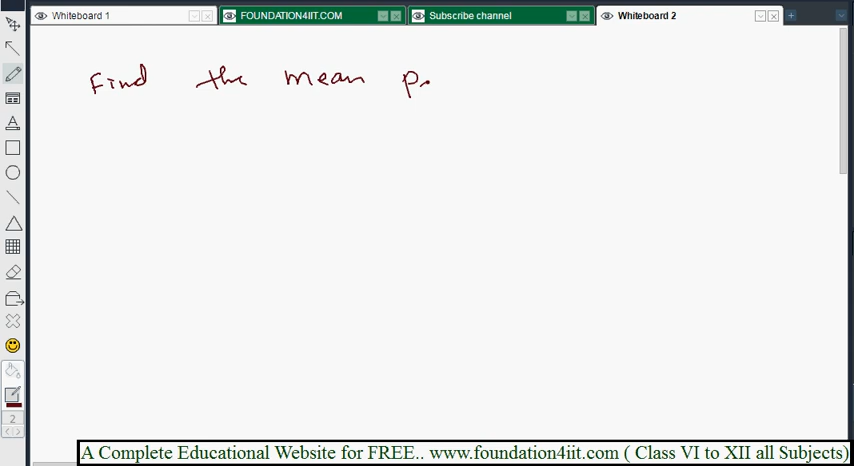 Whiteboard 1 FOUNDATION4IIT.COM Subscribe channel Whiteboard 2
Find the mean p.
A
2
A Complete Educational Website for FREE.. www.foundation4iit.com ( Class VI to XII all Subjects)